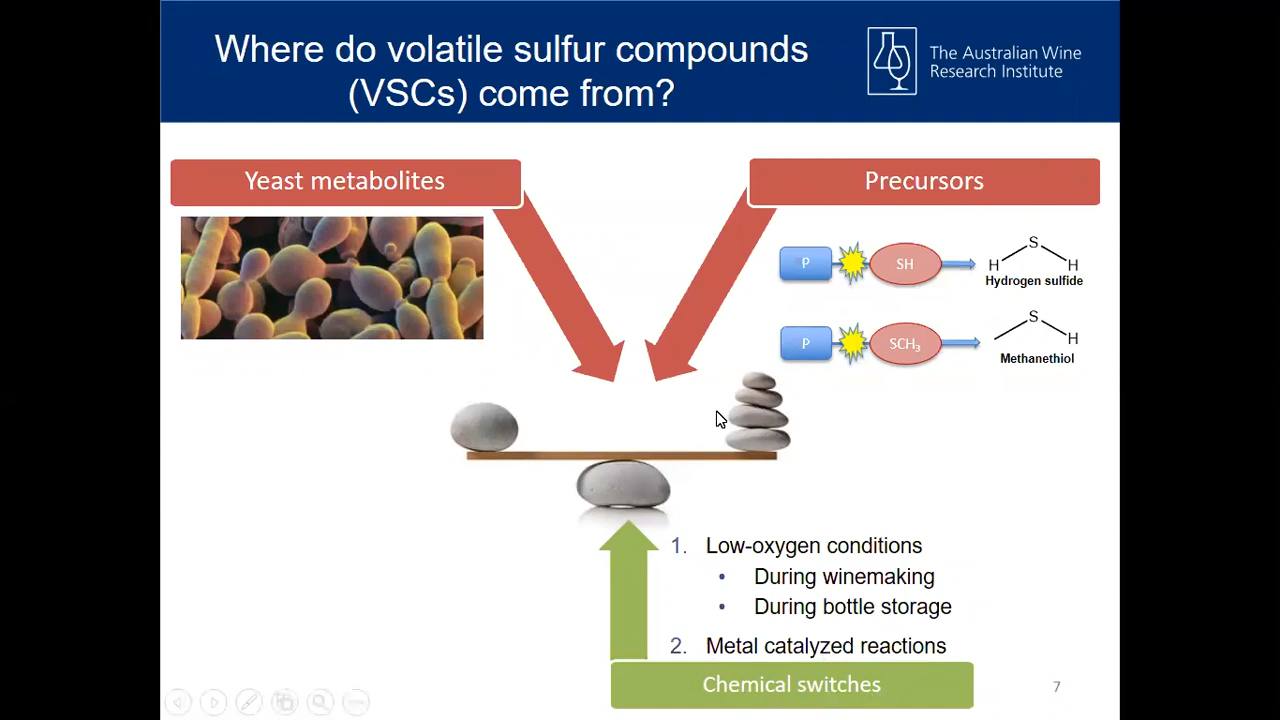 Where do volatile sulfur compounds
(VSCs) come from?
The Australian Wine
Research Institute
Yeast metabolites
Precursors
P
SH
S
H
H
Hydrogen sulfide
P
SCH₃
S
H
Methanethiol
1. Low-oxygen conditions
• During winemaking
• During bottle storage
2. Metal catalyzed reactions
Chemical switches
7